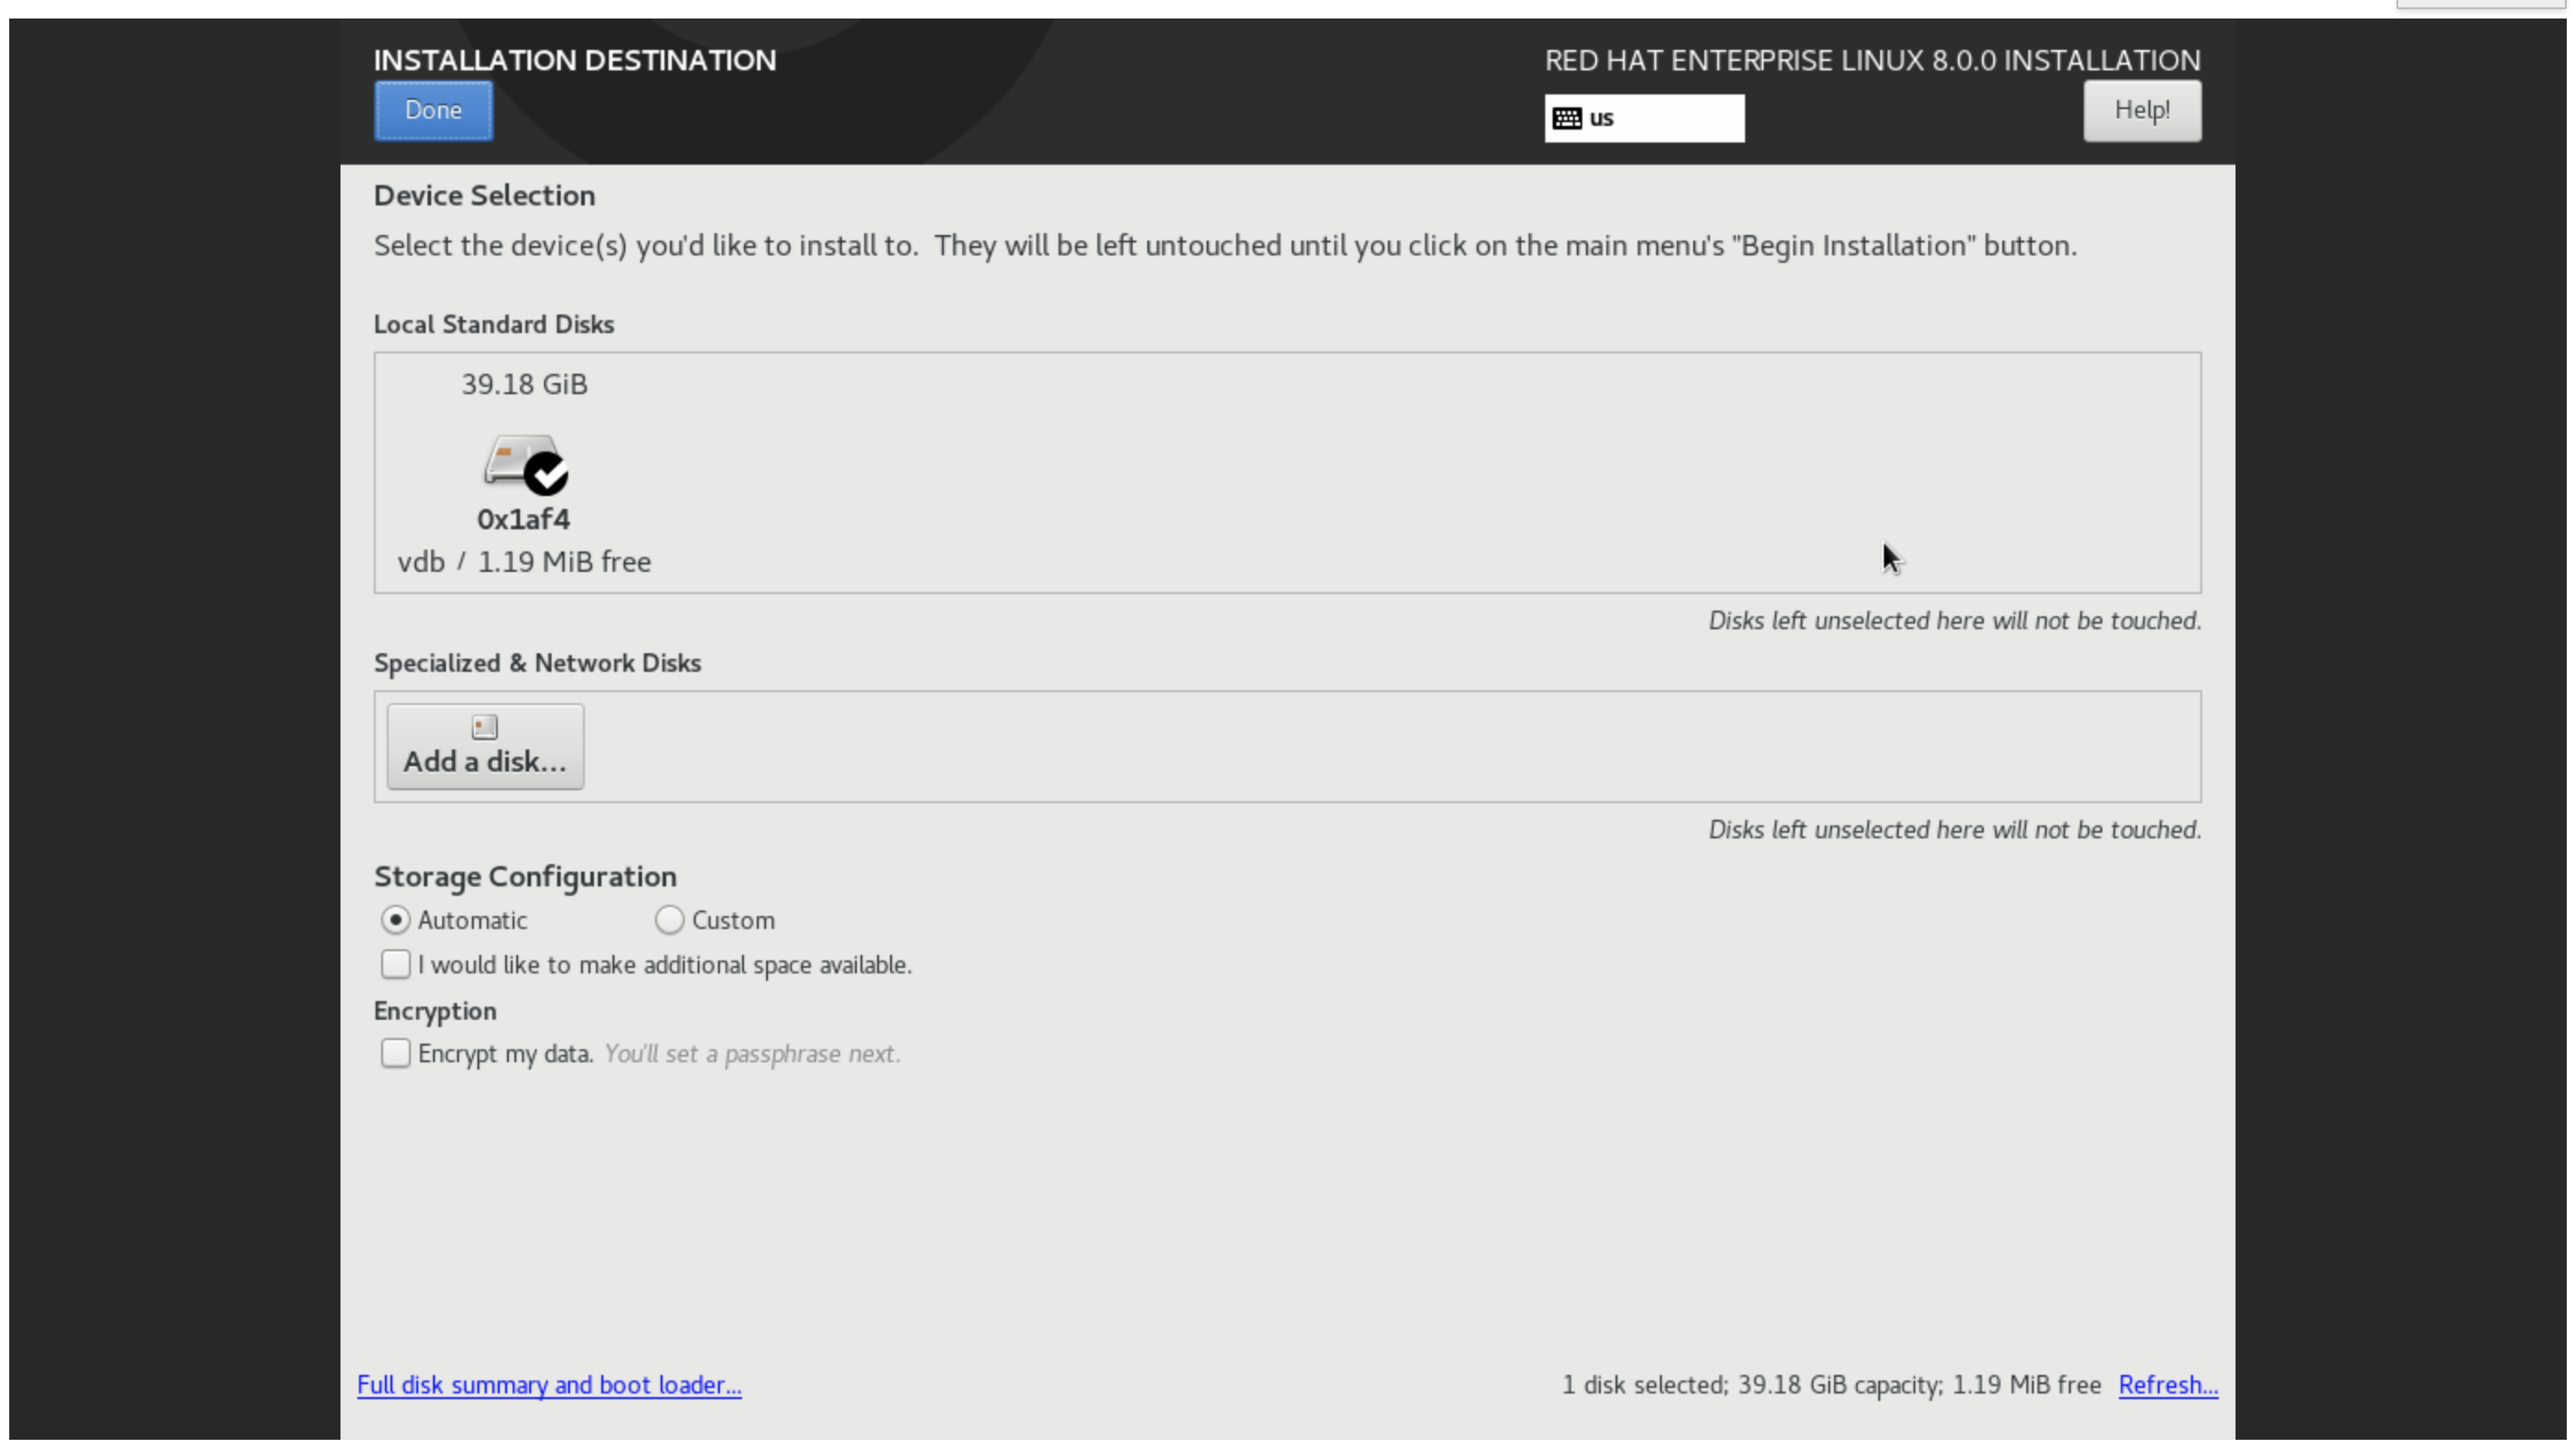 INSTALLATION DESTINATION
RED HAT ENTERPRISE LINUX 8.0.0 INSTALLATION
Done
us
Help!
Device Selection
Select the device(s) you'd like to install to.  They will be left untouched until you click on the main menu's "Begin Installation" button.
Local Standard Disks
39.18 GiB
0x1af4
vdb / 1.19 MiB free
Disks left unselected here will not be touched.
Specialized & Network Disks
Add a disk...
Disks left unselected here will not be touched.
Storage Configuration
Automatic Custom
I would like to make additional space available.
Encryption
Encrypt my data. You'll set a passphrase next.
Full disk summary and boot loader...
1 disk selected; 39.18 GiB capacity; 1.19 MiB free Refresh...